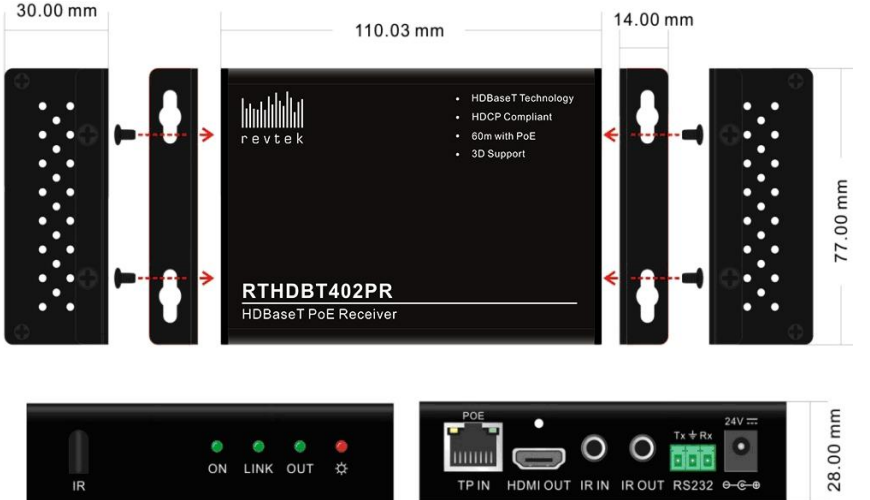 30.00 mm
110.03 mm
14.00 mm
revtek
• HDBaseT Technology
• HDCP Compliant
• 60m with PoE
• 3D Support
77.00 mm
RTHDBT402PR
HDBaseT PoE Receiver
IR
ON LINK OUT
POE
TP IN
HDMI OUT
IR IN
IR OUT
Tx Rx
RS232
24V
28.00 mm